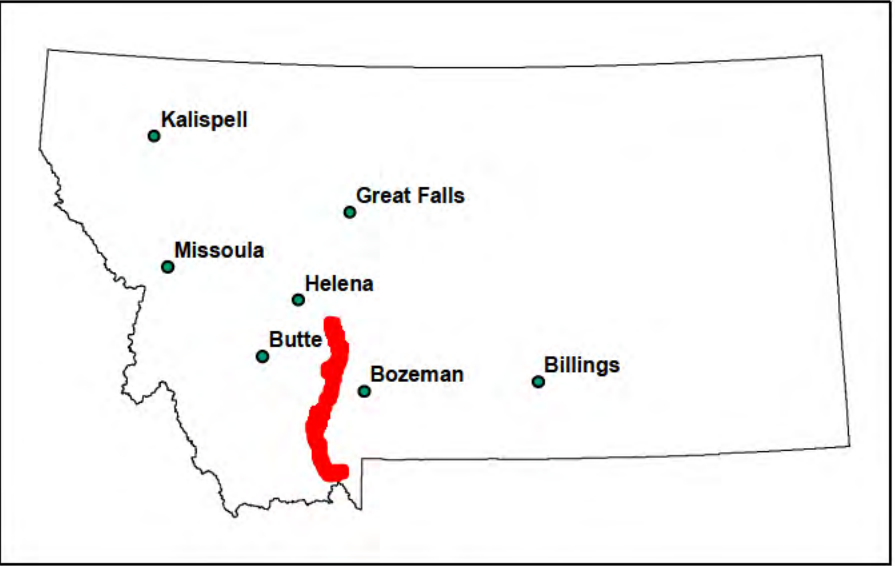 Kalispell
Great Falls
Missoula
Helena
Butte
Bozeman
Billings